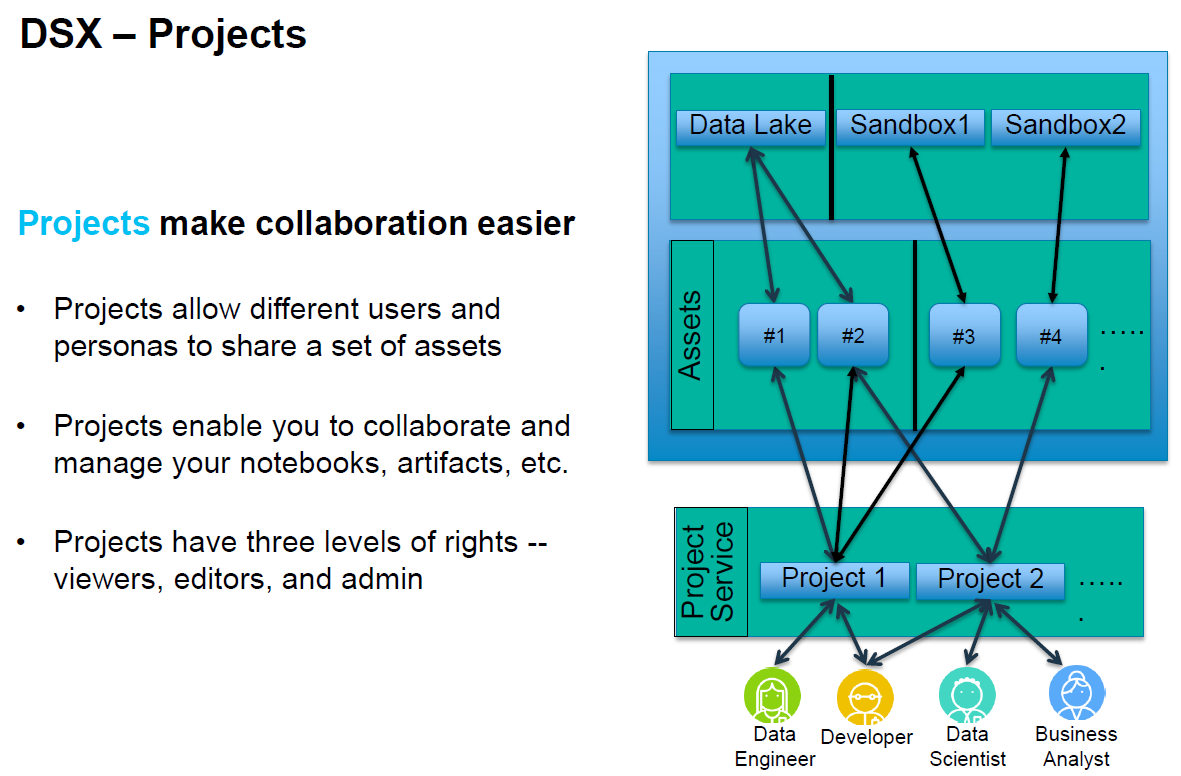 DSX – Projects
Projects make collaboration easier
• Projects allow different users and
personas to share a set of assets
• Projects enable you to collaborate and
manage your notebooks, artifacts, etc.
• Projects have three levels of rights --
viewers, editors, and admin
Data Lake
Sandbox1
Sandbox2
Assets
#1
#2
#3
#4
.....
.
Project
Service
Project 1
Project 2
.....
.
Data
Engineer
Developer
Data
Scientist
Business
Analyst